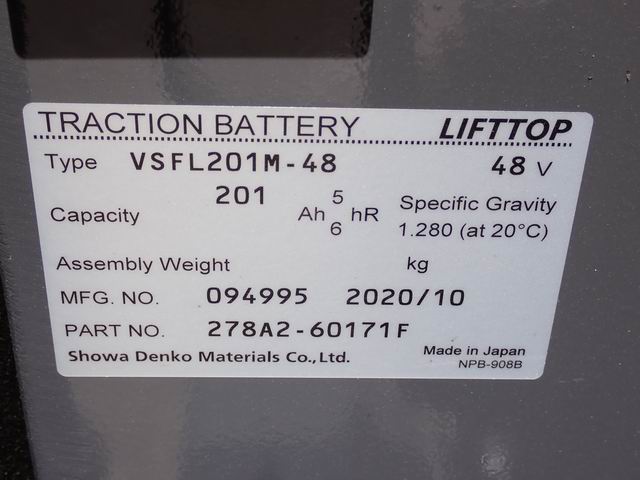 TRACTION BATTERY LIFTTOP
Type VSFL201M-48 48 V
Capacity 201 Ah 5 6 hR Specific Gravity
1.280 (at 20°C)
Assembly Weight kg
MFG. NO. 094995 2020/10
PART NO. 278A2-60171F
Showa Denko Materials Co., Ltd. Made in Japan
NPB-908B